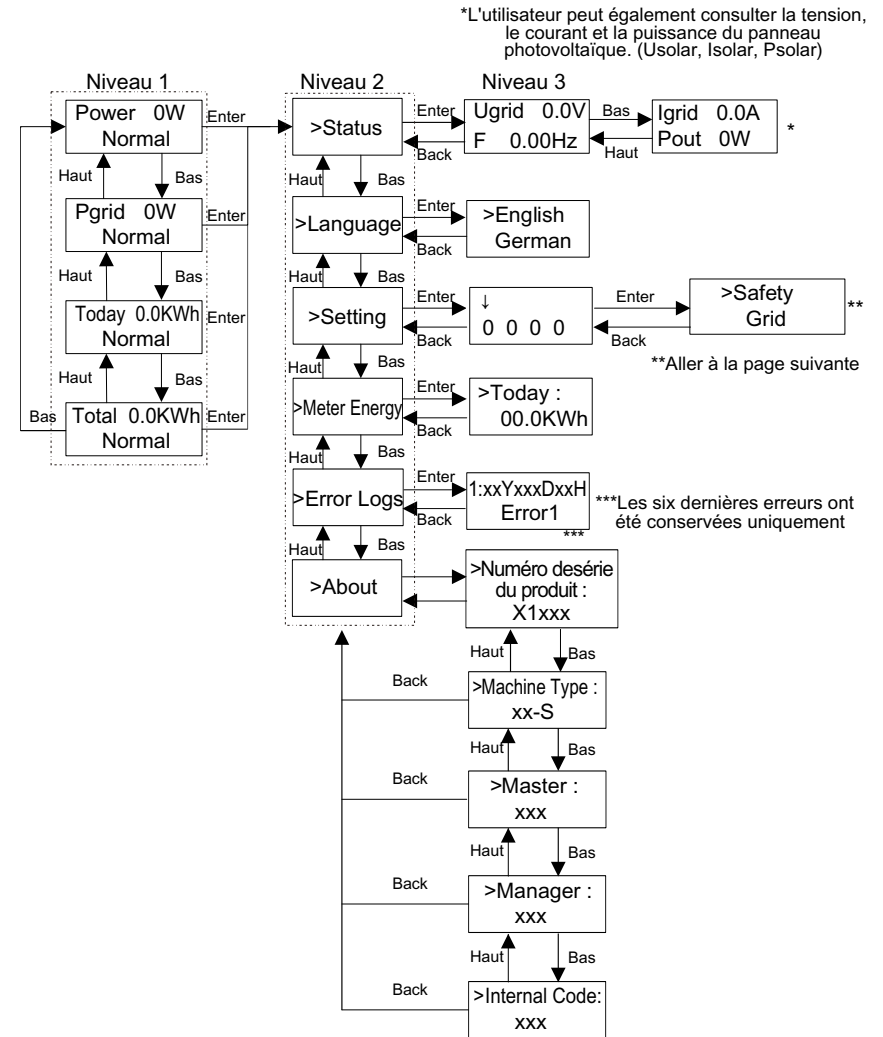 *L'utilisateur peut également consulter la tension,
le courant et la puissance du panneau
photovoltaïque. (Usolar, Isolar, Psolar)
Niveau 1
Niveau 2
Niveau 3
Power 0W
Normal
Enter
Haut
Bas
Pgrid 0W
Normal
Enter
Haut
Bas
Today 0.0KWh
Normal
Enter
Haut
Bas
Bas
Total 0.0KWh
Normal
Enter
>Status
Enter
Back
Ugrid 0.0V
F 0.00Hz
Bas
Haut
Igrid 0.0A
Pout 0W
*
Haut
Bas
>Language
Enter
Back
>English
German
Haut
Bas
>Setting
Enter
Back
↓
0 0 0 0
Enter
Back
>Safety
Grid
**
**Aller à la page suivante
Haut
Bas
>Meter Energy
Enter
Back
>Today :
00.0KWh
Haut
Bas
>Error Logs
Enter
Back
1:xxYxxxDxxH
Error1
***
***Les six dernières erreurs ont
été conservées uniquement
Haut
Bas
>About
>Numéro desérie
du produit :
X1xxx
Haut
Bas
Back
>Machine Type :
xx-S
Haut
Bas
Back
>Master :
xxx
Haut
Bas
Back
>Manager :
xxx
Haut
Bas
Back
>Internal Code:
xxx